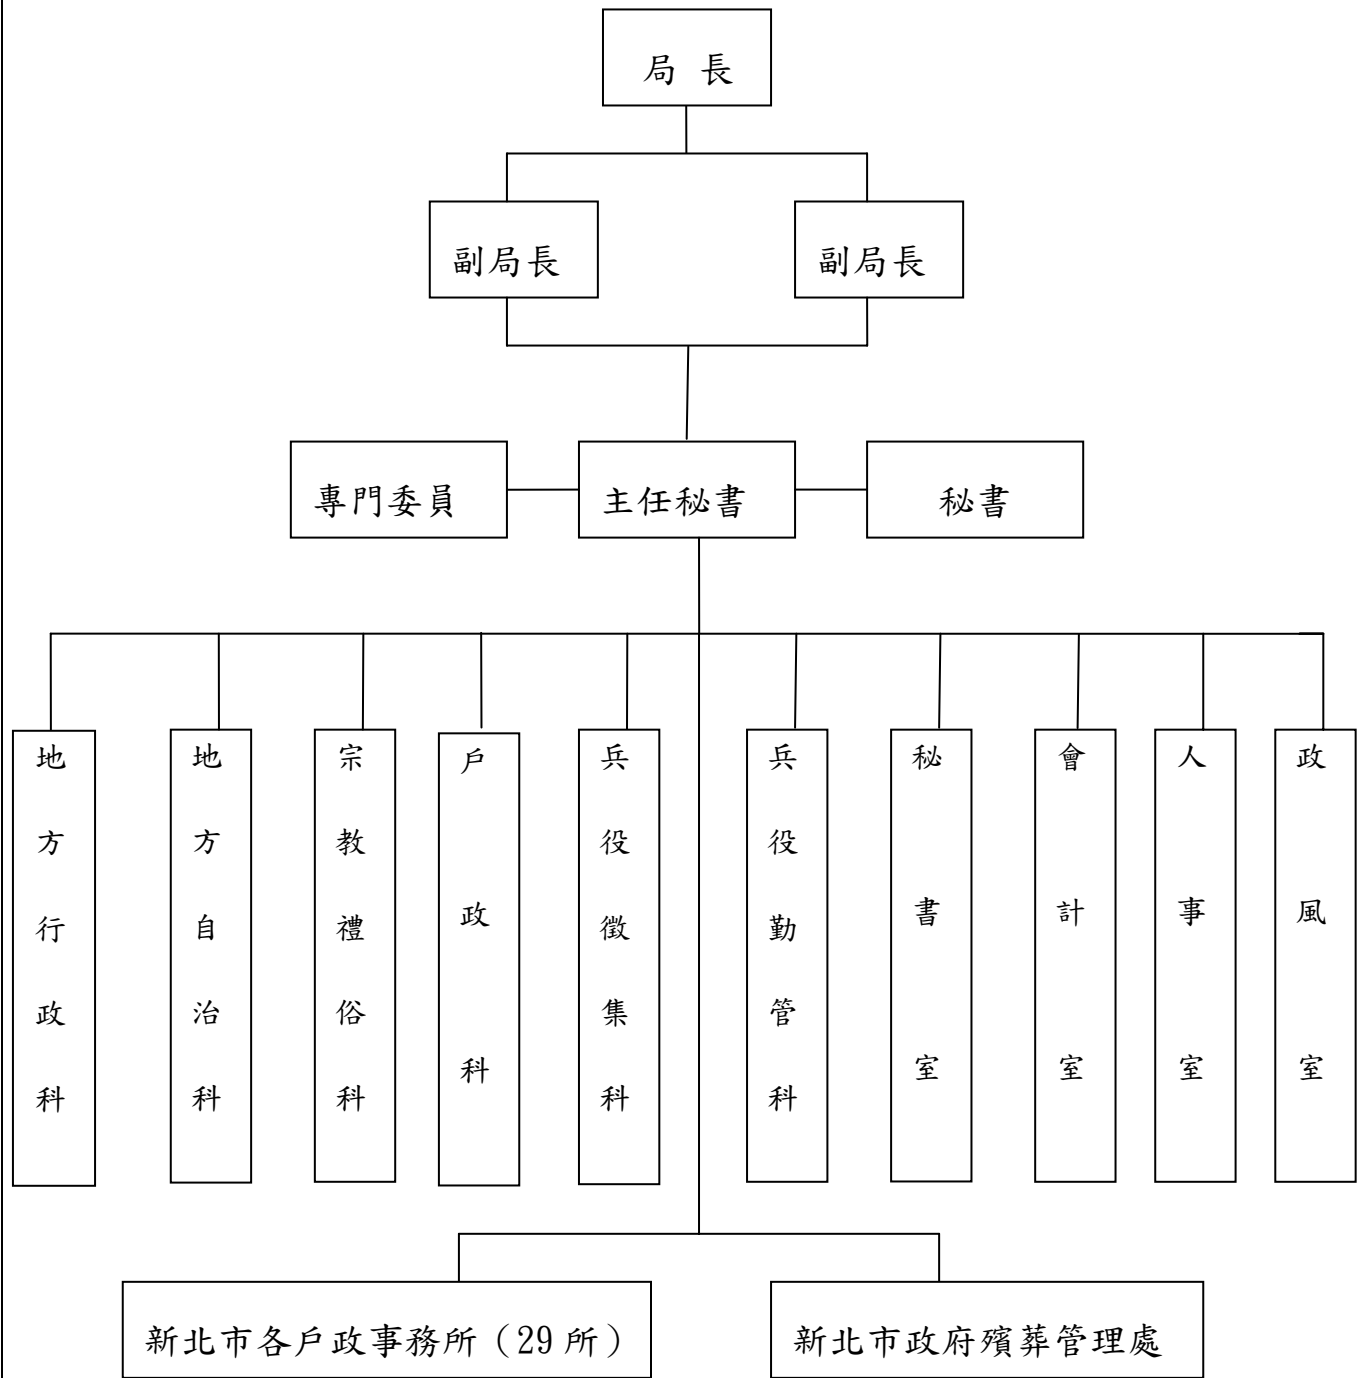 局 長
副局長
副局長
專門委員
主任秘書
秘書
地方行政科
地方自治科
宗教禮俗科
戶政科
兵役徵集科
兵役勤管科
秘書室
會計室
人事室
政風室
新北市各戶政事務所（29 所）
新北市政府殯葬管理處